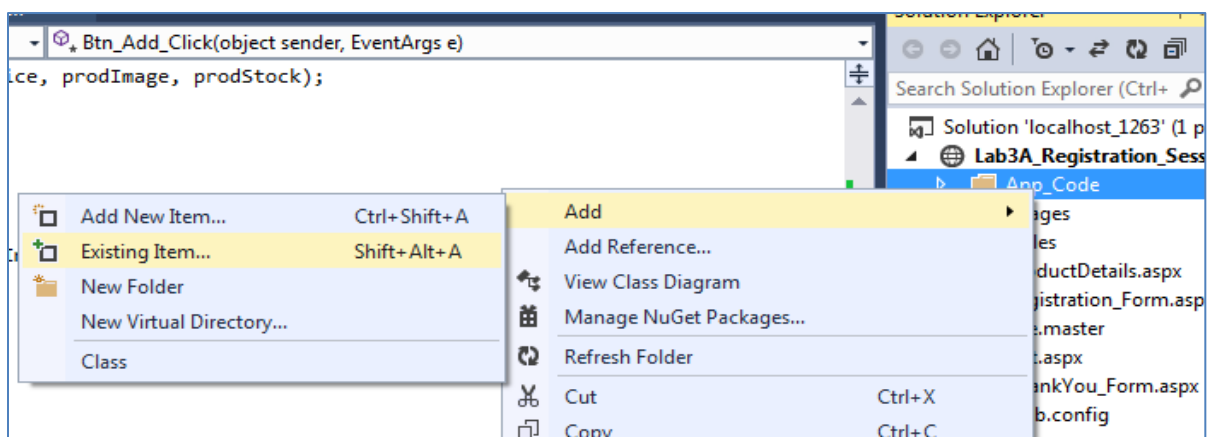 Solution Explorer
Btn_Add_Click(object sender, EventArgs e)
ice, prodImage, prodStock);
Search Solution Explorer (Ctrl+
Solution 'localhost_1263' (1 p
Lab3A_Registration_Sess
App_Code
Add New Item... Ctrl+Shift+A
Existing Item... Shift+Alt+A
New Folder
New Virtual Directory...
Class
Add
Add Reference...
View Class Diagram
Manage NuGet Packages...
Refresh Folder
Cut Ctrl+X
Copy Ctrl+C
ages
les
ductDetails.aspx
gistration_Form.asp
e.master
t.aspx
ankYou_Form.aspx
b.config